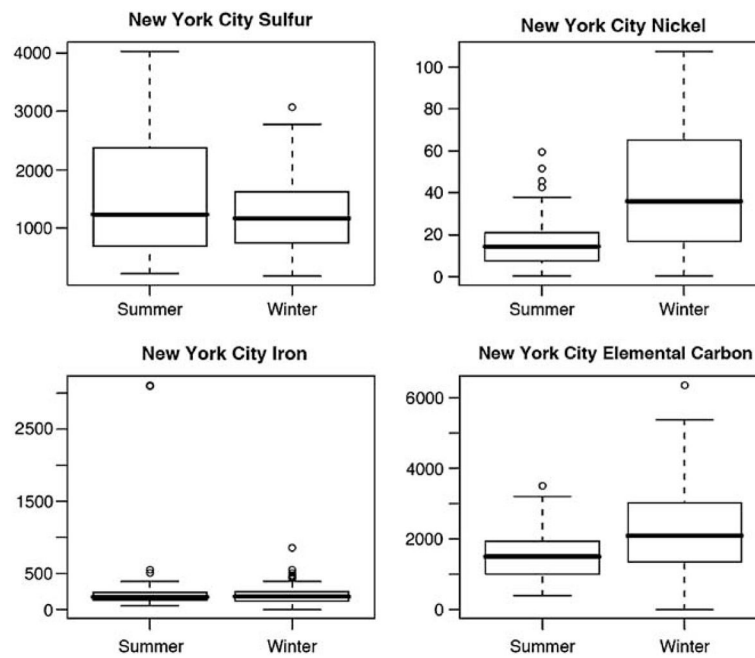 New York City Sulfur
4000
3000
2000
1000
Summer
Winter
New York City Nickel
100
80
60
40
20
0
Summer
Winter
New York City Iron
2500
1500
500
0
Summer
Winter
New York City Elemental Carbon
6000
4000
2000
0
Summer
Winter